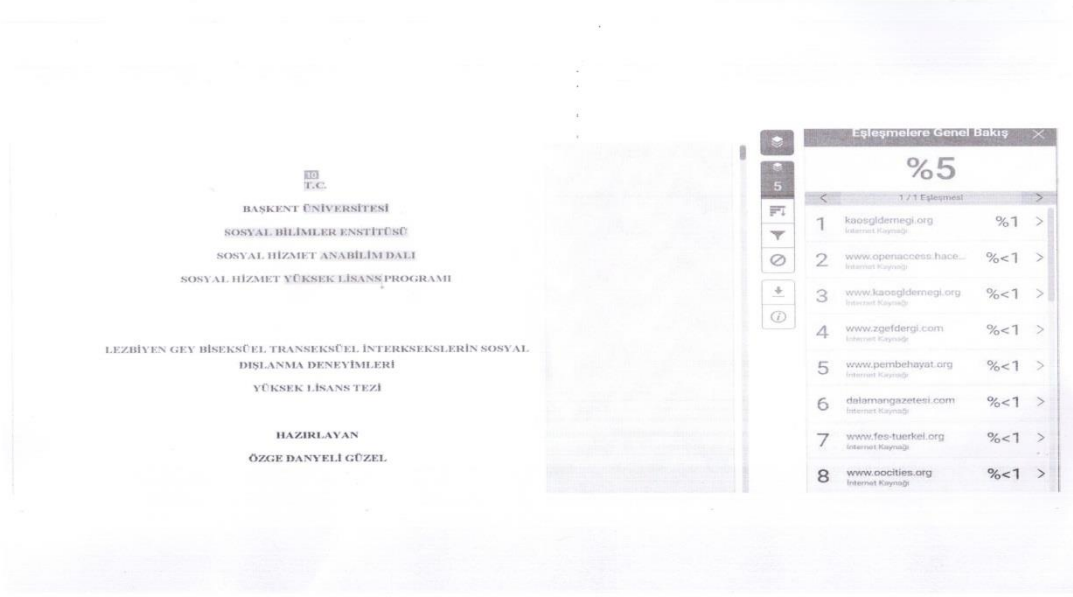 10
T.C.
BAŞKENT ÜNİVERSİTESİ
SOSYAL BİLİMLER ENSTİTÜSÜ
SOSYAL HİZMET ANABİLİM DALI
SOSYAL HİZMET YÜKSEK LİSANS PROGRAMI
LEZBİYEN GEY BİSEKSÜEL TRANSEKSÜEL İNTERKSEKSLERİN SOSYAL
DIŞLANMA DENEYİMLERİ
YÜKSEK LİSANS TEZİ
HAZIRLAYAN
ÖZGE DANYELİ GÜZEL
5
Eşleşmelere Genel Bakış
%5
1 / 1 Eşleşmesi
1 kaosgldernegi.org %1
İnternet Kaynağı
2 www.openaccess.hace... %<1
İnternet Kaynağı
3 www.kaosgldernegi.org %<1
İnternet Kaynağı
4 www.zgefdergi.com %<1
İnternet Kaynağı
5 www.pembehayat.org %<1
İnternet Kaynağı
6 dalamangazetesi.com %<1
İnternet Kaynağı
7 www.fes-tuerkei.org %<1
İnternet Kaynağı
8 www.oocities.org %<1
İnternet Kaynağı